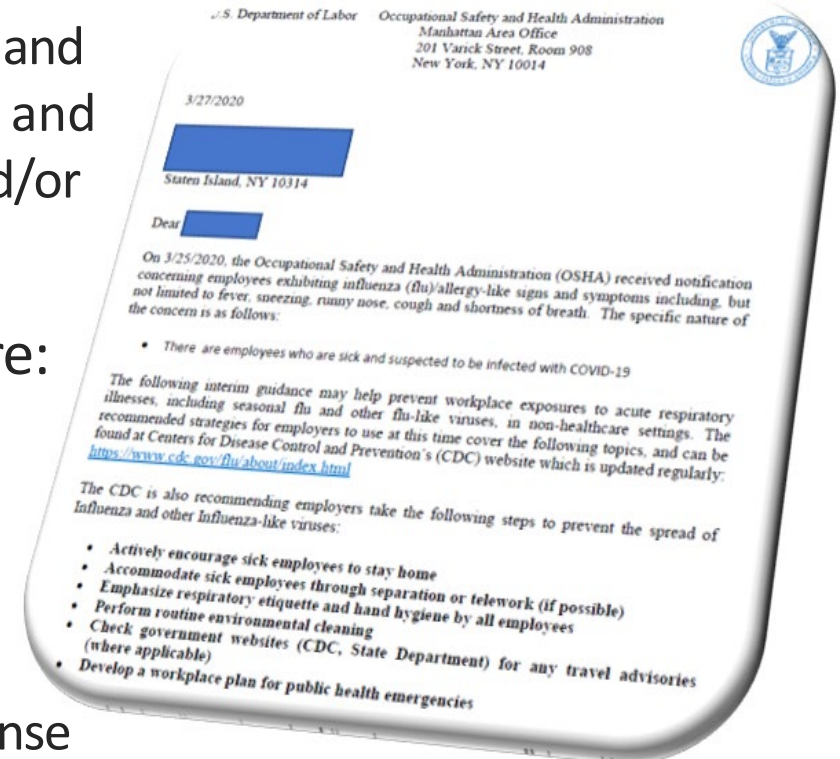 and
and
d/or
re:
nse
.S. Department of Labor Occupational Safety and Health Administration
Manhattan Area Office
201 Varick Street, Room 908
New York, NY 10014
3/27/2020
Staten Island, NY 10314
Dear
On 3/25/2020, the Occupational Safety and Health Administration (OSHA) received notification
concerning employees exhibiting influenza (flu)/allergy-like signs and symptoms including, but
not limited to fever, sneezing, runny nose, cough and shortness of breath. The specific nature of
the concern is as follows:
• There are employees who are sick and suspected to be infected with COVID-19
The following interim guidance may help prevent workplace exposures to acute respiratory
illnesses, including seasonal flu and other flu-like viruses, in non-healthcare settings. The
recommended strategies for employers to use at this time cover the following topics, and can be
found at Centers for Disease Control and Prevention's (CDC) website which is updated regularly:
https://www.cdc.gov/flu/about/index.html
The CDC is also recommending employers take the following steps to prevent the spread of
Influenza and other Influenza-like viruses:
• Actively encourage sick employees to stay home
• Accommodate sick employees through separation or telework (if possible)
• Emphasize respiratory etiquette and hand hygiene by all employees
• Perform routine environmental cleaning
• Check government websites (CDC, State Department) for any travel advisories
(where applicable)
• Develop a workplace plan for public health emergencies